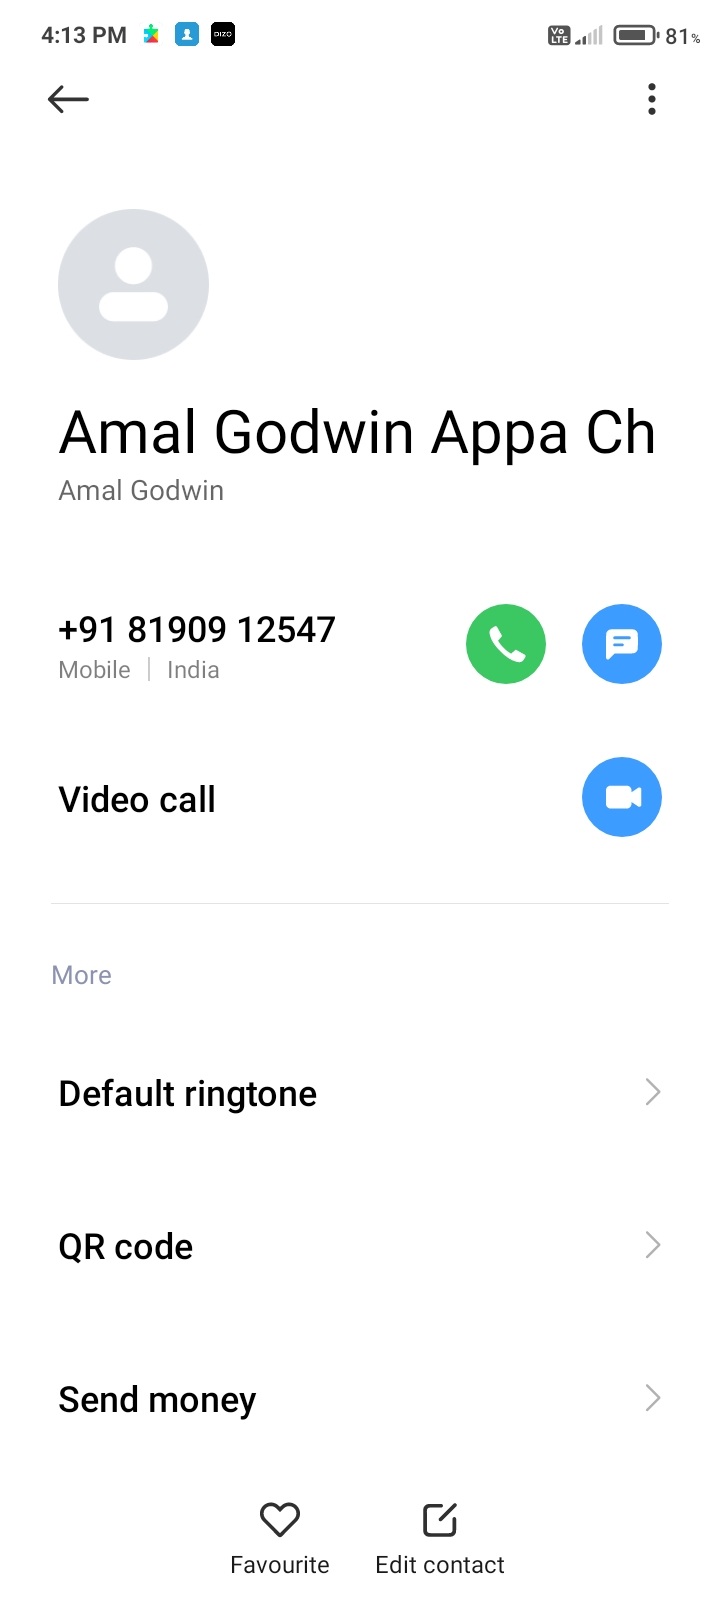 4:13 PM DIZO Vo LTE 81%
Amal Godwin Appa Ch
Amal Godwin
+91 81909 12547
Mobile | India
Video call
More
Default ringtone
QR code
Send money
Favourite Edit contact